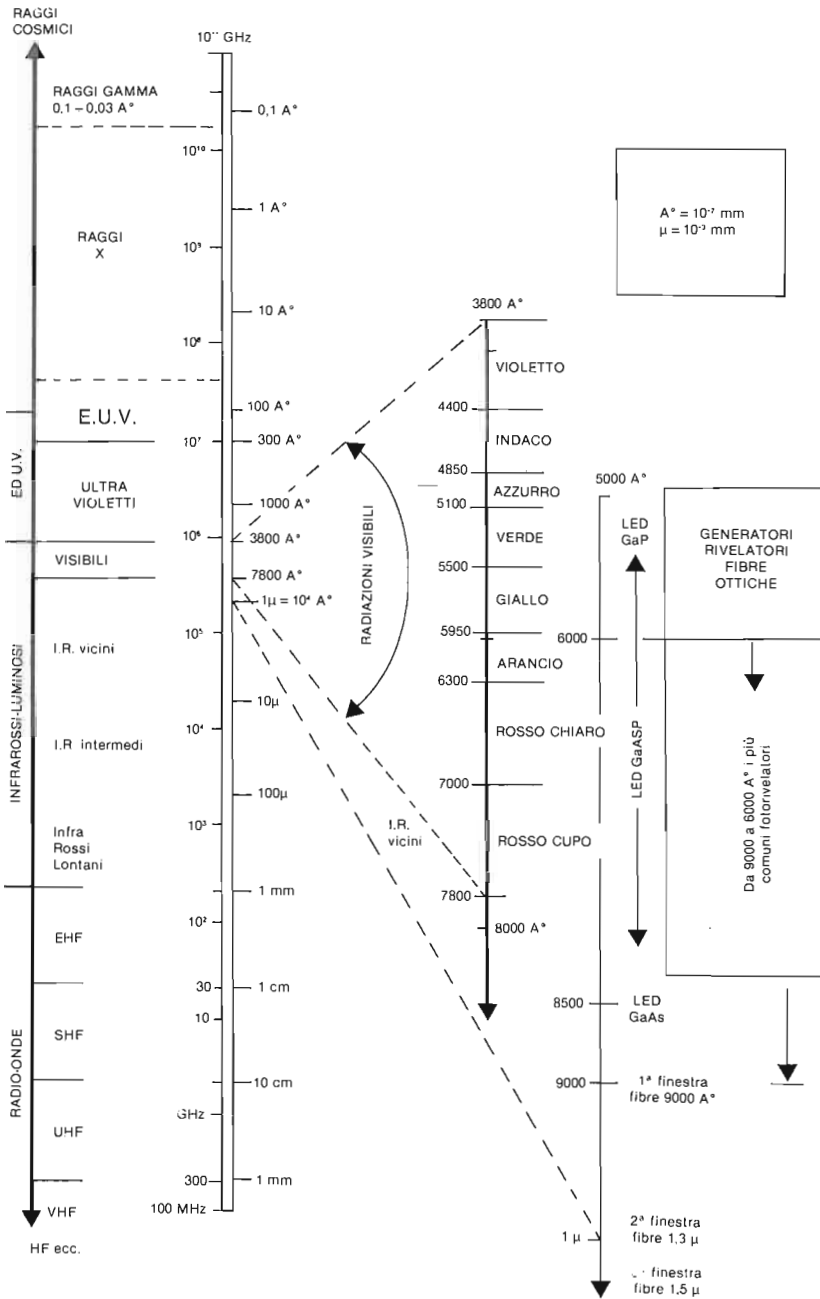 RAGGI
COSMICI
RAGGI GAMMA
0,1 – 0,03 A°
RAGGI
X
E.U.V.
ULTRA
VIOLETTI
VISIBILI
I.R. vicini
I.R intermedi
Infra
Rossi
Lontani
EHF
SHF
UHF
VHF
HF ecc.
ED U.V.
INFRAROSSI-LUMINOSI
RADIO-ONDE
GHz
10¹⁰
10⁹
10⁸
10⁷
10⁶
10⁵
10⁴
10³
10²
30
10
GHz
300
100 MHz
0,1 A°
1 A°
10 A°
100 A°
300 A°
1000 A°
3800 A°
7800 A°
1µ = 10⁴ A°
10µ
100µ
1 mm
1 cm
10 cm
1 mm
RADIAZIONI VISIBILI
I.R.
vicini
3800 A°
VIOLETTO
4400
INDACO
4850
AZZURRO
5100
VERDE
5500
GIALLO
5950
ARANCIO
6300
ROSSO CHIARO
7000
ROSSO CUPO
7800
8000 A°
A° = 10⁻⁷ mm
µ = 10⁻³ mm
5000 A°
6000
8500
9000
1 µ
LED
GaP
LED GaASP
LED
GaAs
1ª finestra
fibre 9000 A°
2ª finestra
fibre 1.3 µ
finestra
fibre 1.5 µ
GENERATORI
RIVELATORI
FIBRE
OTTICHE
Da 9000 a 6000 A° i più
comuni fotorivelatori